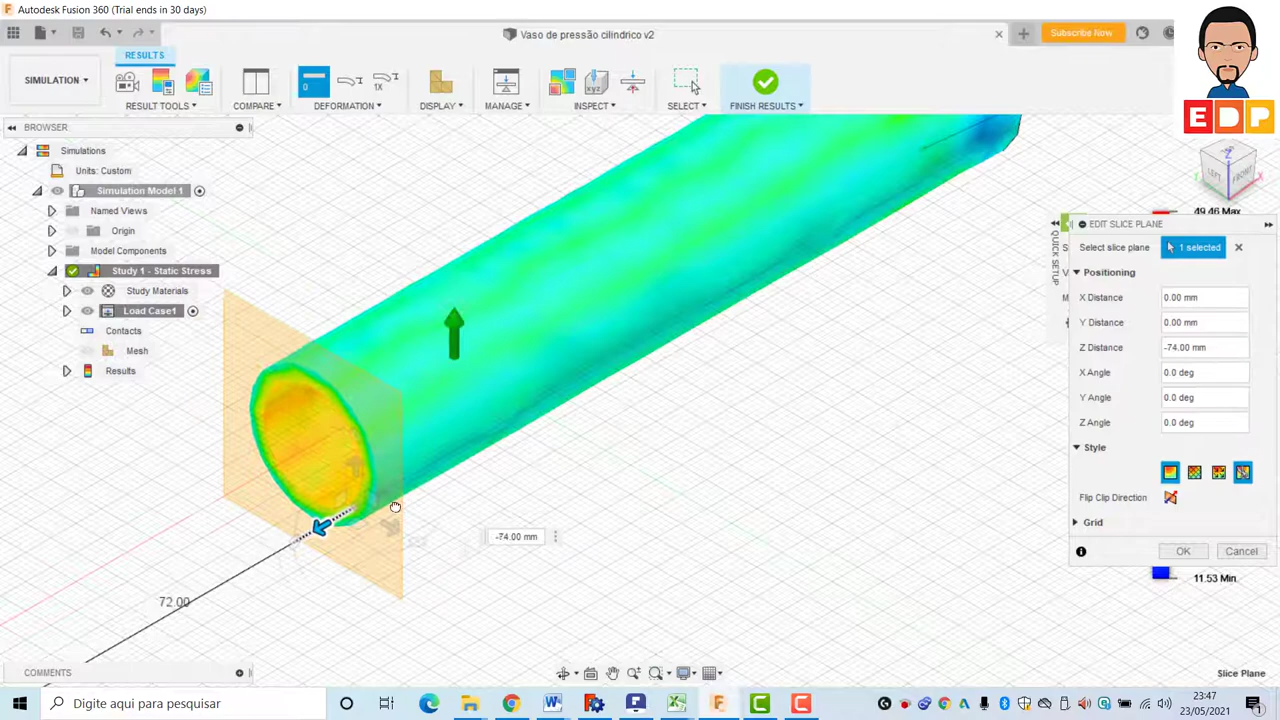 Autodesk Fusion 360 (Trial ends in 30 days)
Vaso de pressão cilindrico v2
Subscribe Now
RESULTS
SIMULATION
RESULT TOOLS
COMPARE
DEFORMATION
DISPLAY
MANAGE
INSPECT
SELECT
FINISH RESULTS
EDP
BROWSER
Simulations
Units: Custom
Simulation Model 1
Named Views
Origin
Model Components
Study 1 - Static Stress
Study Materials
Load Case1
Contacts
Mesh
Results
Z
LEFT
FRONT
X
49.46 Max
QUICK SETUP
EDIT SLICE PLANE
Select slice plane
1 selected
Positioning
X Distance
0.00 mm
Y Distance
0.00 mm
Z Distance
-74.00 mm
X Angle
0.0 deg
Y Angle
0.0 deg
Z Angle
0.0 deg
Style
Flip Clip Direction
Grid
OK
Cancel
11.53 Min
-74.00 mm
72.00
COMMENTS
Slice Plane
Digite aqui para pesquisar
23:47
23/05/2021